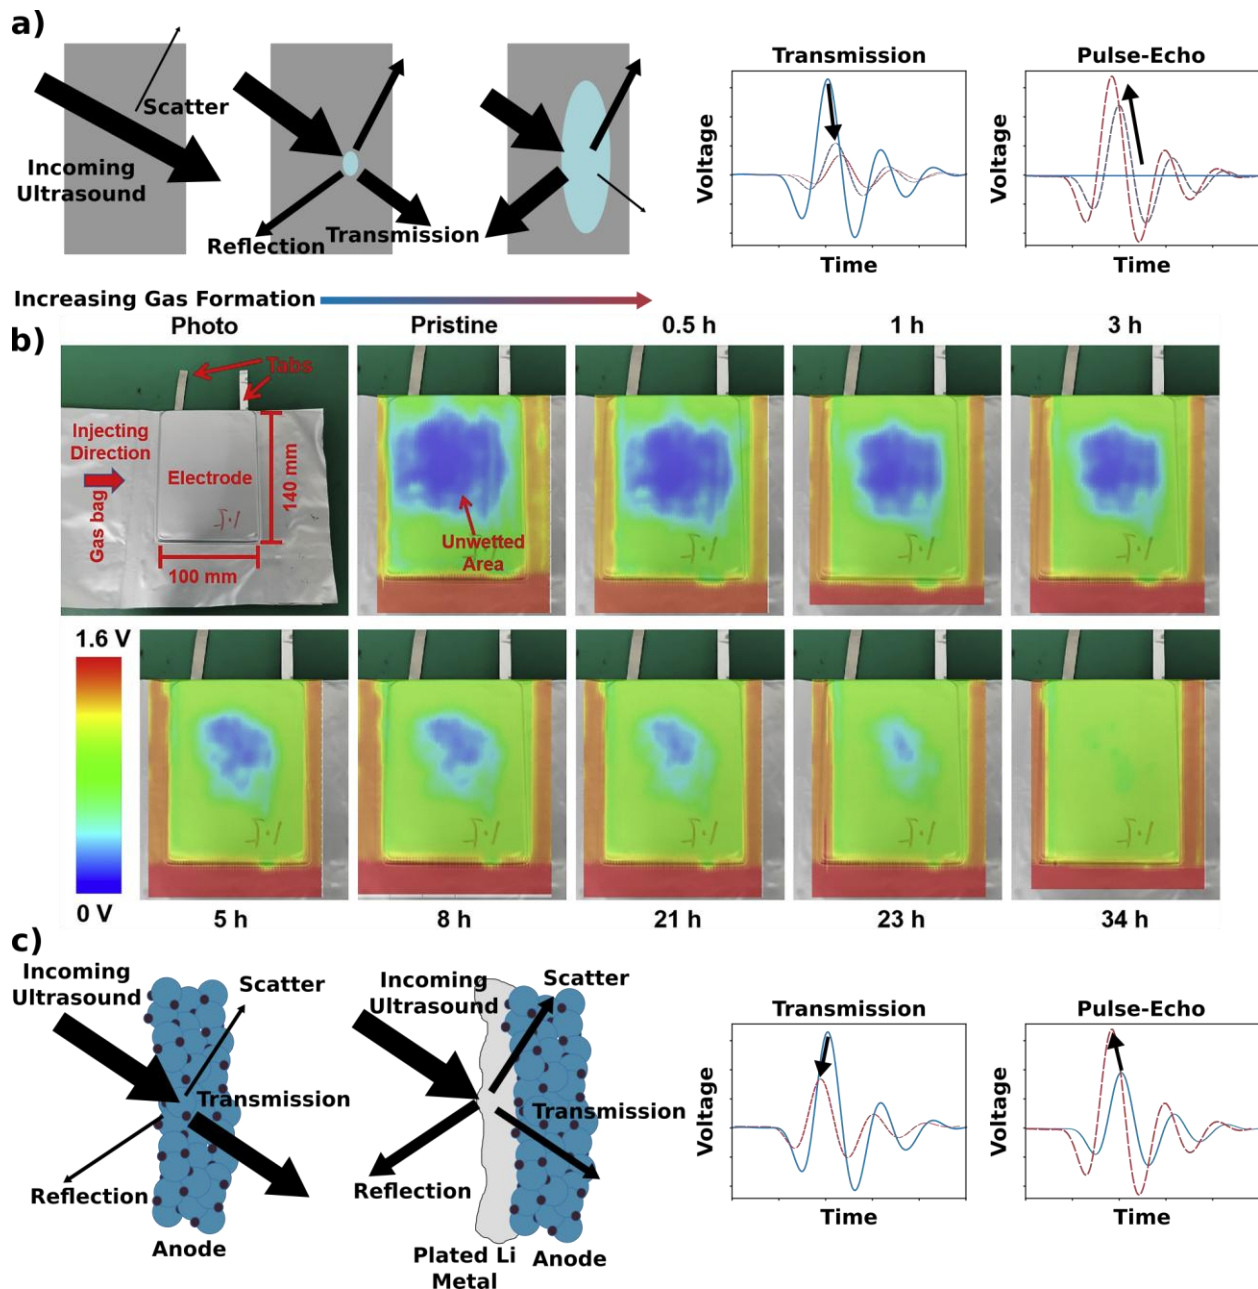 a)
Scatter
Incoming
Ultrasound
Reflection
Transmission
Transmission
Voltage
Time
Pulse-Echo
Voltage
Time
Increasing Gas Formation
b)
Photo
Pristine
0.5 h
1 h
3 h
Tabs
Injecting
Direction
Gas bag
Electrode
140 mm
100 mm
Unwetted
Area
1.6 V
0 V
5 h
8 h
21 h
23 h
34 h
c)
Incoming
Ultrasound
Scatter
Transmission
Reflection
Anode
Incoming
Ultrasound
Scatter
Transmission
Reflection
Plated Li
Metal
Anode
Transmission
Voltage
Time
Pulse-Echo
Voltage
Time